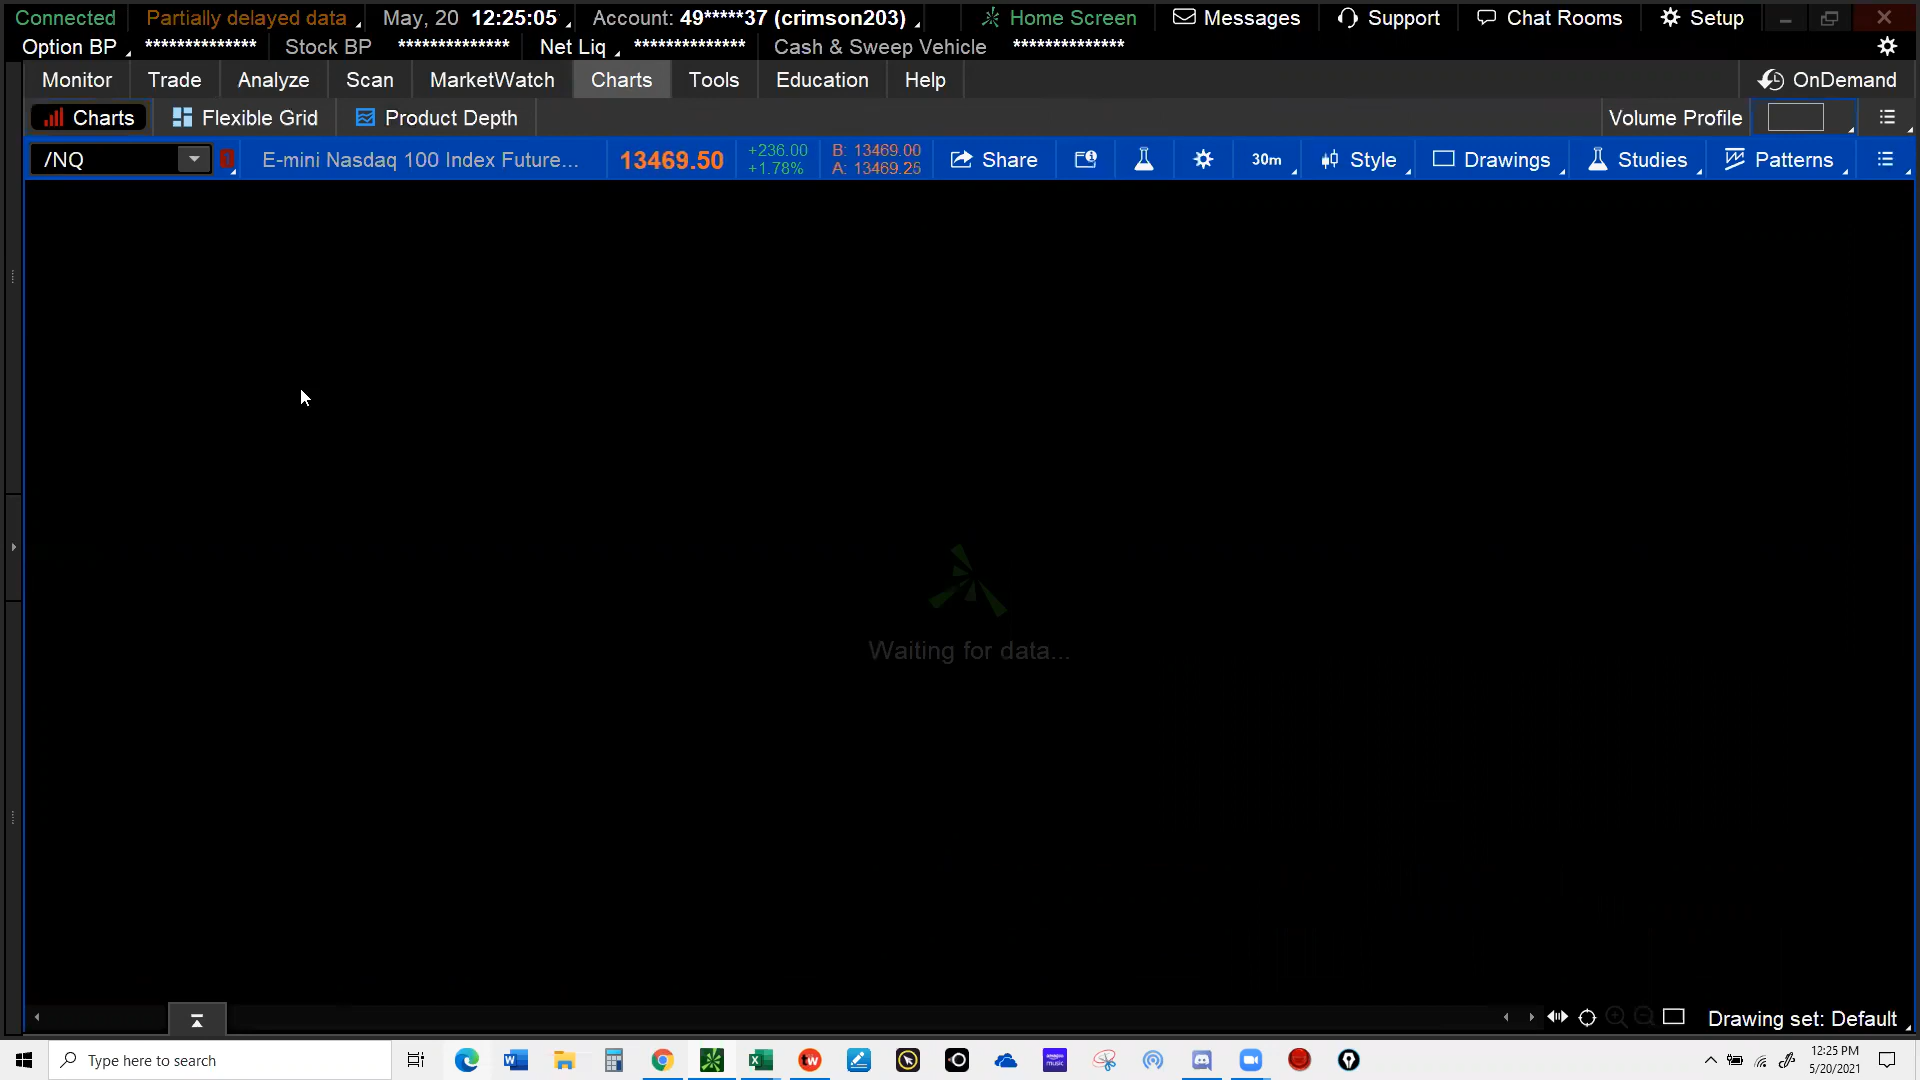 Connected Partially delayed data May, 20 12:25:05 Account: 49*****37 (crimson203) Home Screen Messages Support Chat Rooms Setup
Option BP ************** Stock BP ************** Net Liq ************** Cash & Sweep Vehicle **************
Monitor Trade Analyze Scan MarketWatch Charts Tools Education Help OnDemand
Charts Flexible Grid Product Depth Volume Profile
/NQ E-mini Nasdaq 100 Index Future... 13469.50 +236.00 B: 13469.00 Share 30m Style Drawings Studies Patterns
+1.78% A: 13469.25
Waiting for data...
Drawing set: Default
Type here to search
12:25 PM
5/20/2021